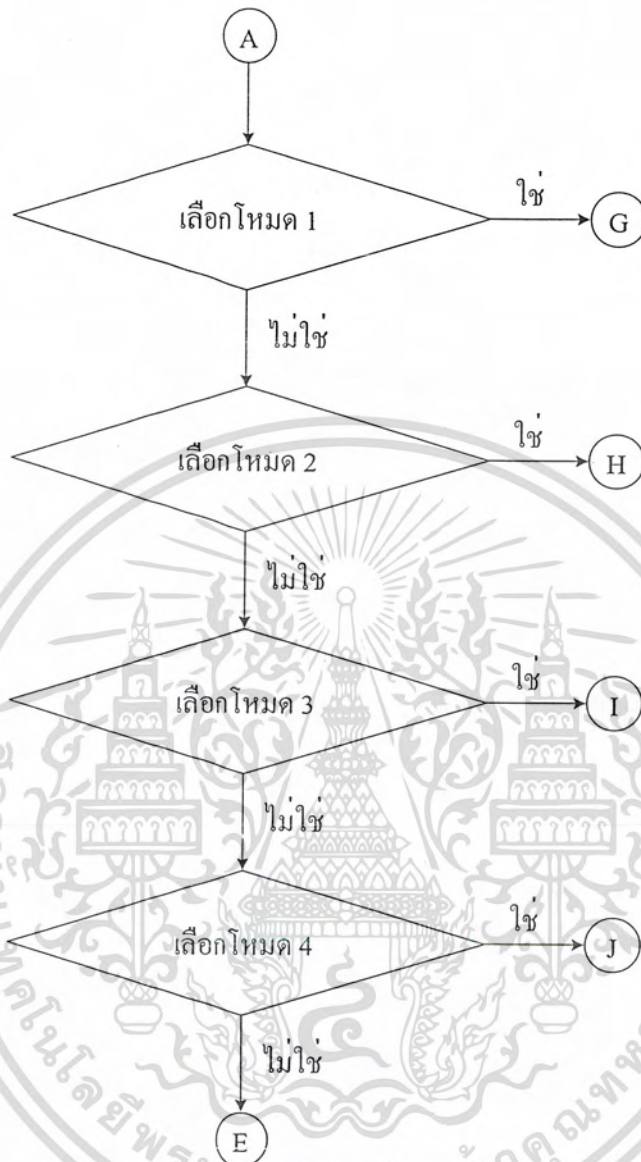 A
เลือกโหมด 1
ใช่
G
ไม่ใช่
เลือกโหมด 2
ใช่
H
ไม่ใช่
เลือกโหมด 3
ใช่
I
ไม่ใช่
เลือกโหมด 4
ใช่
J
ไม่ใช่
E